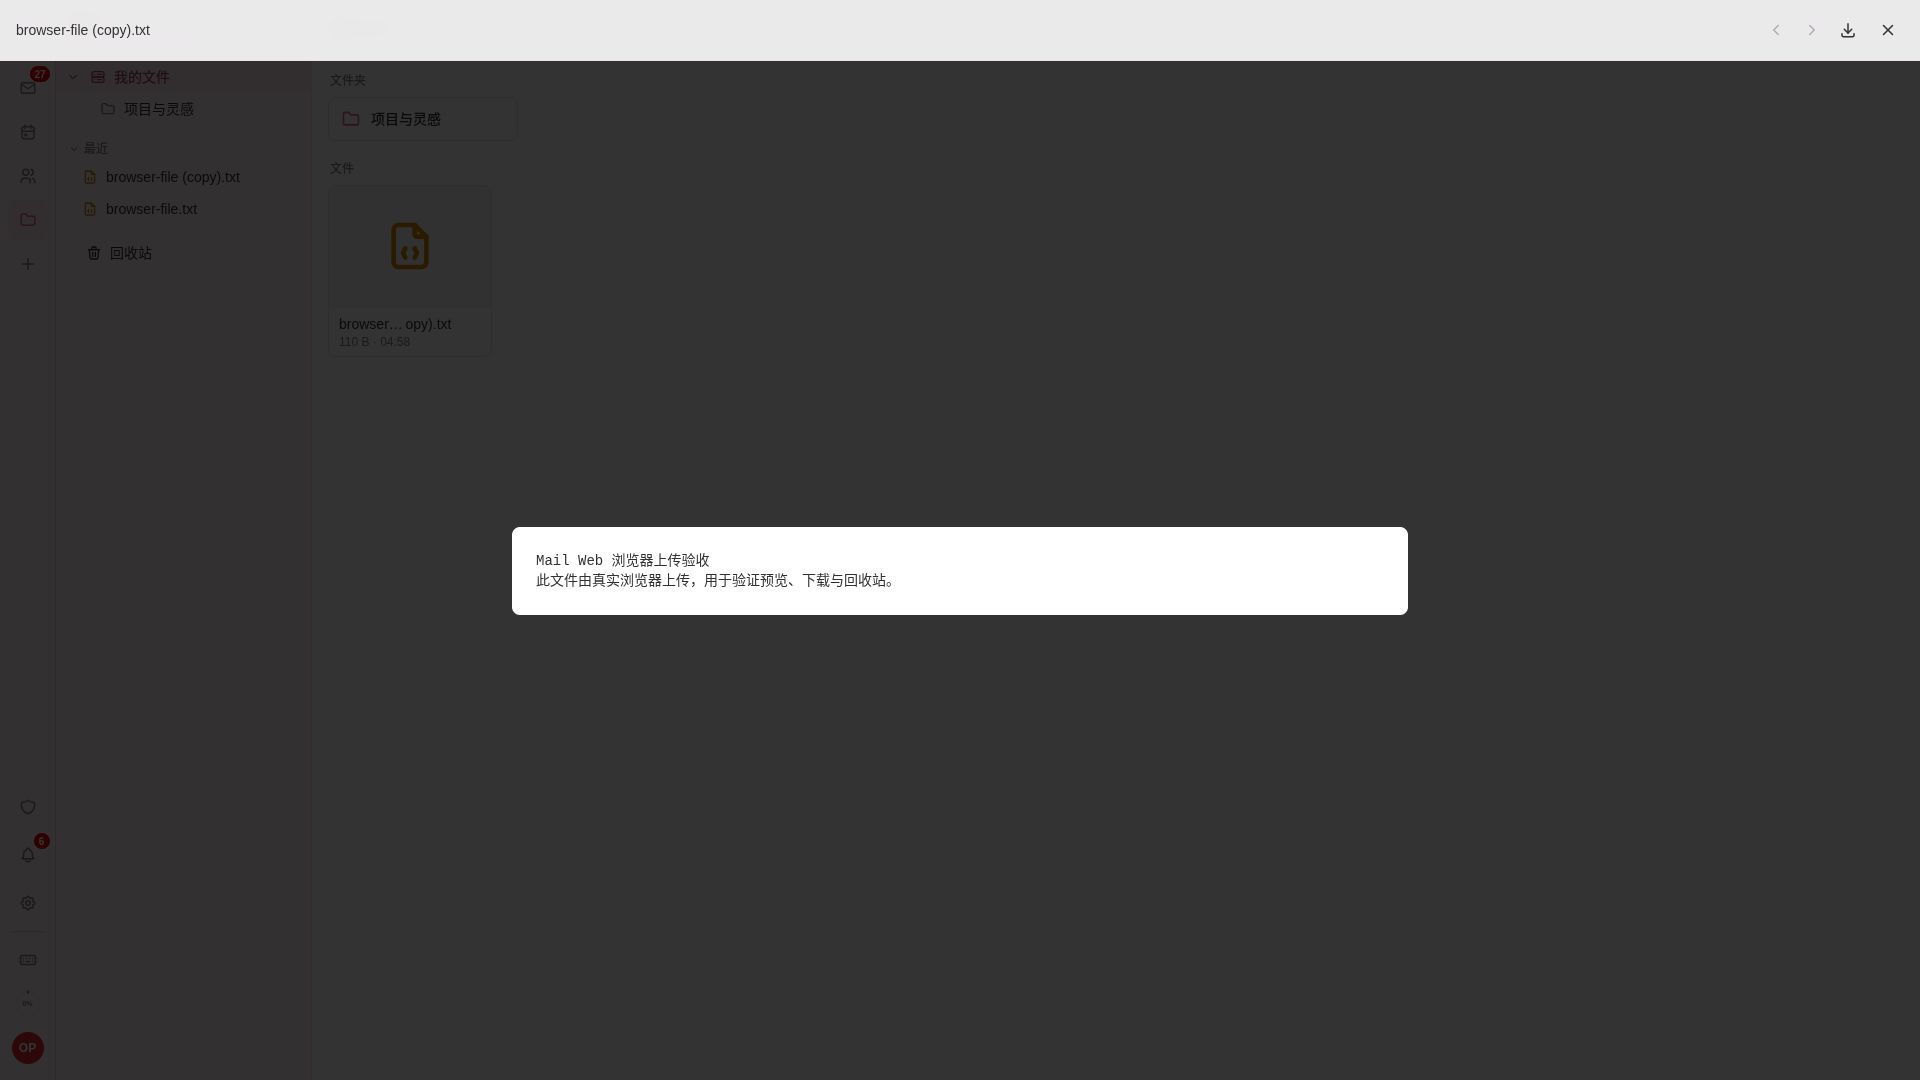 browser-file (copy).txt
27
我的文件
项目与灵感
最近
browser-file (copy).txt
browser-file.txt
回收站
文件夹
项目与灵感
文件
browser… opy).txt
110 B · 04:58
Mail Web 浏览器上传验收
此文件由真实浏览器上传，用于验证预览、下载与回收站。
6
0%
OP